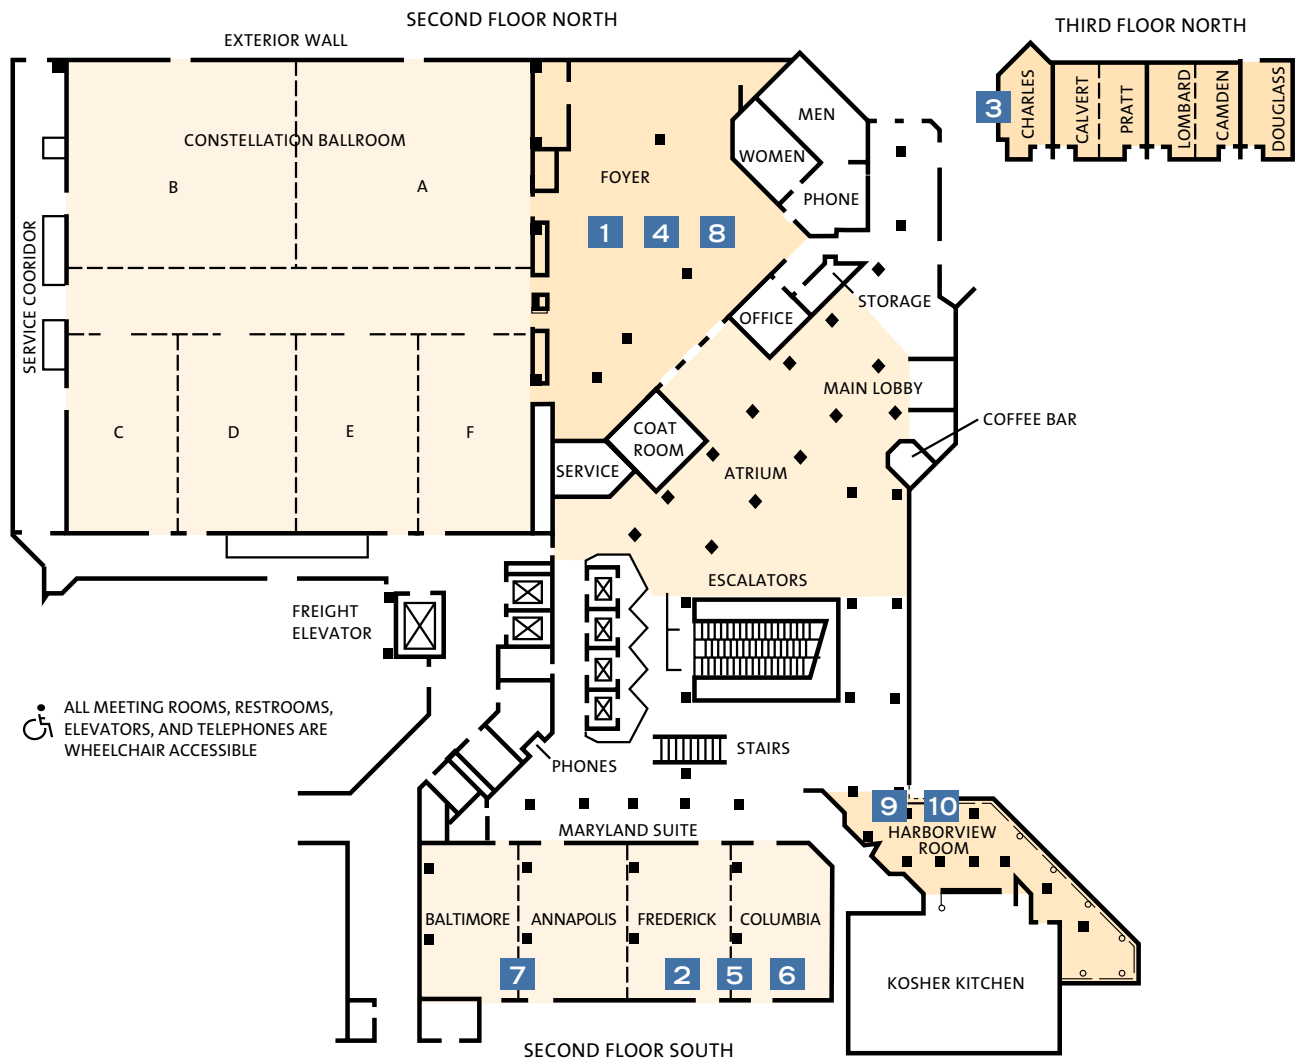 SECOND FLOOR NORTH
THIRD FLOOR NORTH
EXTERIOR WALL
CONSTELLATION BALLROOM
B
A
SERVICE COORIDOR
C
D
E
F
FOYER
1
4
8
MEN
WOMEN
PHONE
3
CHARLES
CALVERT
PRATT
LOMBARD
CAMDEN
DOUGLASS
STORAGE
OFFICE
MAIN LOBBY
COFFEE BAR
COAT
ROOM
SERVICE
ATRIUM
ESCALATORS
FREIGHT
ELEVATOR
ALL MEETING ROOMS, RESTROOMS,
ELEVATORS, AND TELEPHONES ARE
WHEELCHAIR ACCESSIBLE
PHONES
STAIRS
9
10
HARBORVIEW
ROOM
MARYLAND SUITE
BALTIMORE
ANNAPOLIS
FREDERICK
COLUMBIA
7
2
5
6
KOSHER KITCHEN
SECOND FLOOR SOUTH